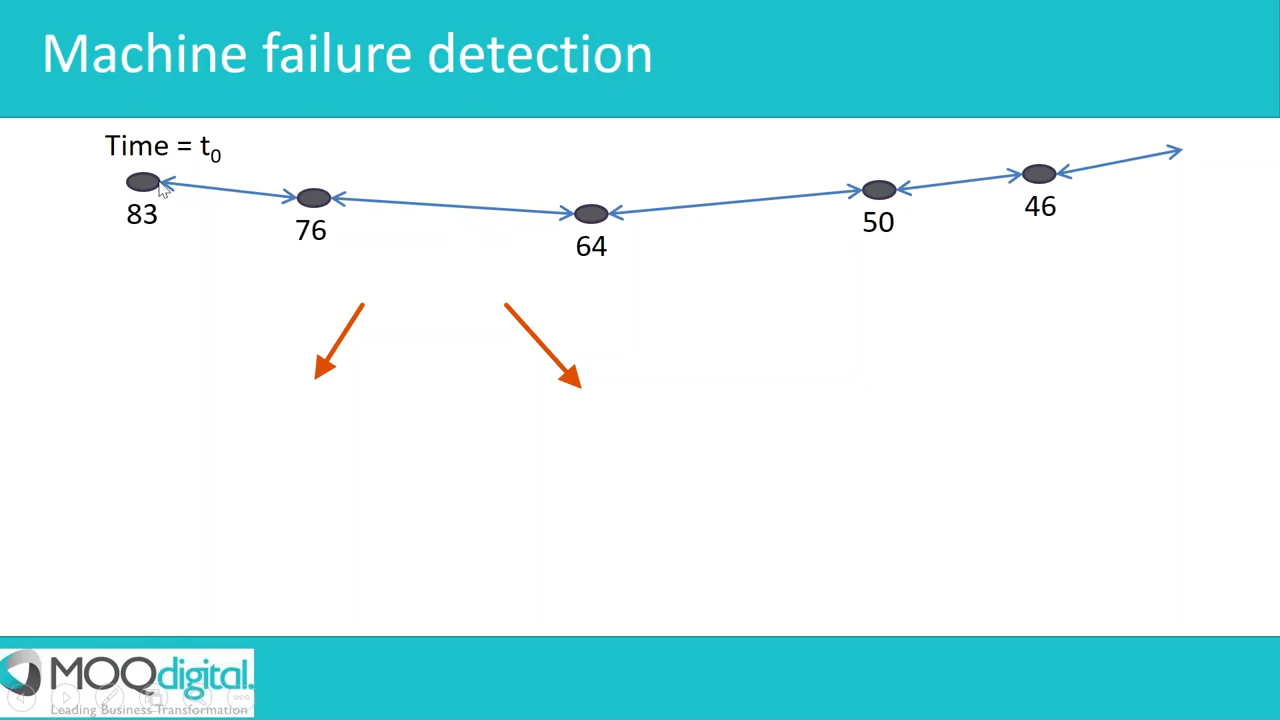 Machine failure detection
Time = t0
83
76
64
50
46
MOQdigital.
Leading Business Transformation